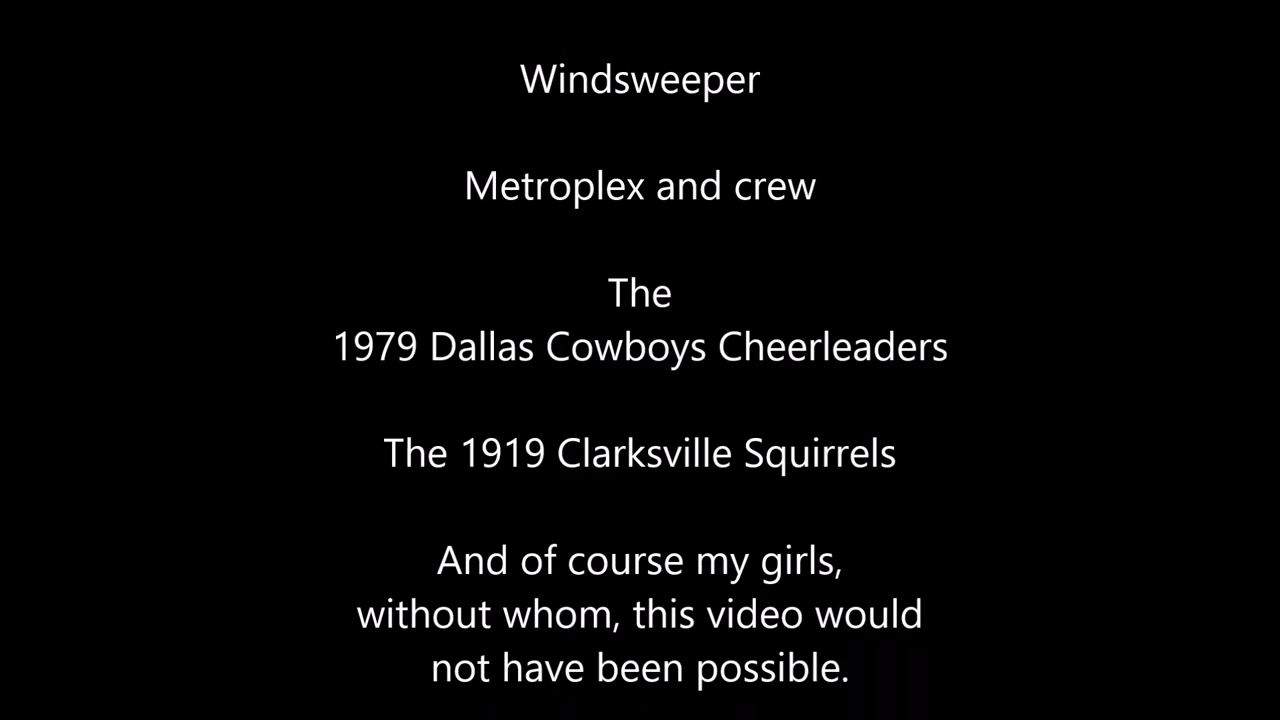 Windsweeper
Metroplex and crew
The
1979 Dallas Cowboys Cheerleaders
The 1919 Clarksville Squirrels
And of course my girls,
without whom, this video would
not have been possible.